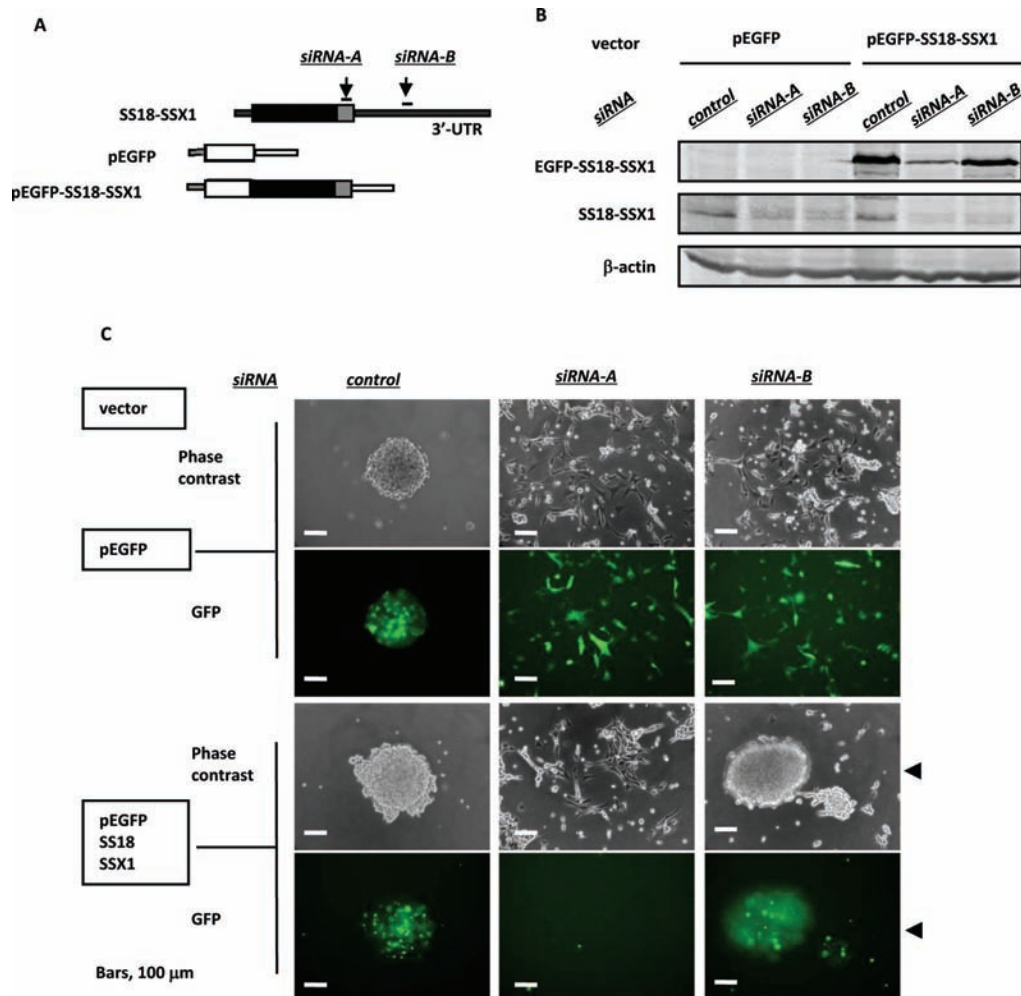 A
siRNA-A siRNA-B
SS18-SSX1
3'-UTR
pEGFP
pEGFP-SS18-SSX1
B
vector pEGFP pEGFP-SS18-SSX1
siRNA control siRNA-A siRNA-B control siRNA-A siRNA-B
EGFP-SS18-SSX1
SS18-SSX1
β-actin
C
siRNA control siRNA-A siRNA-B
vector
Phase
contrast
pEGFP
GFP
Phase
contrast
pEGFP
SS18
SSX1
GFP
Bars, 100 μm